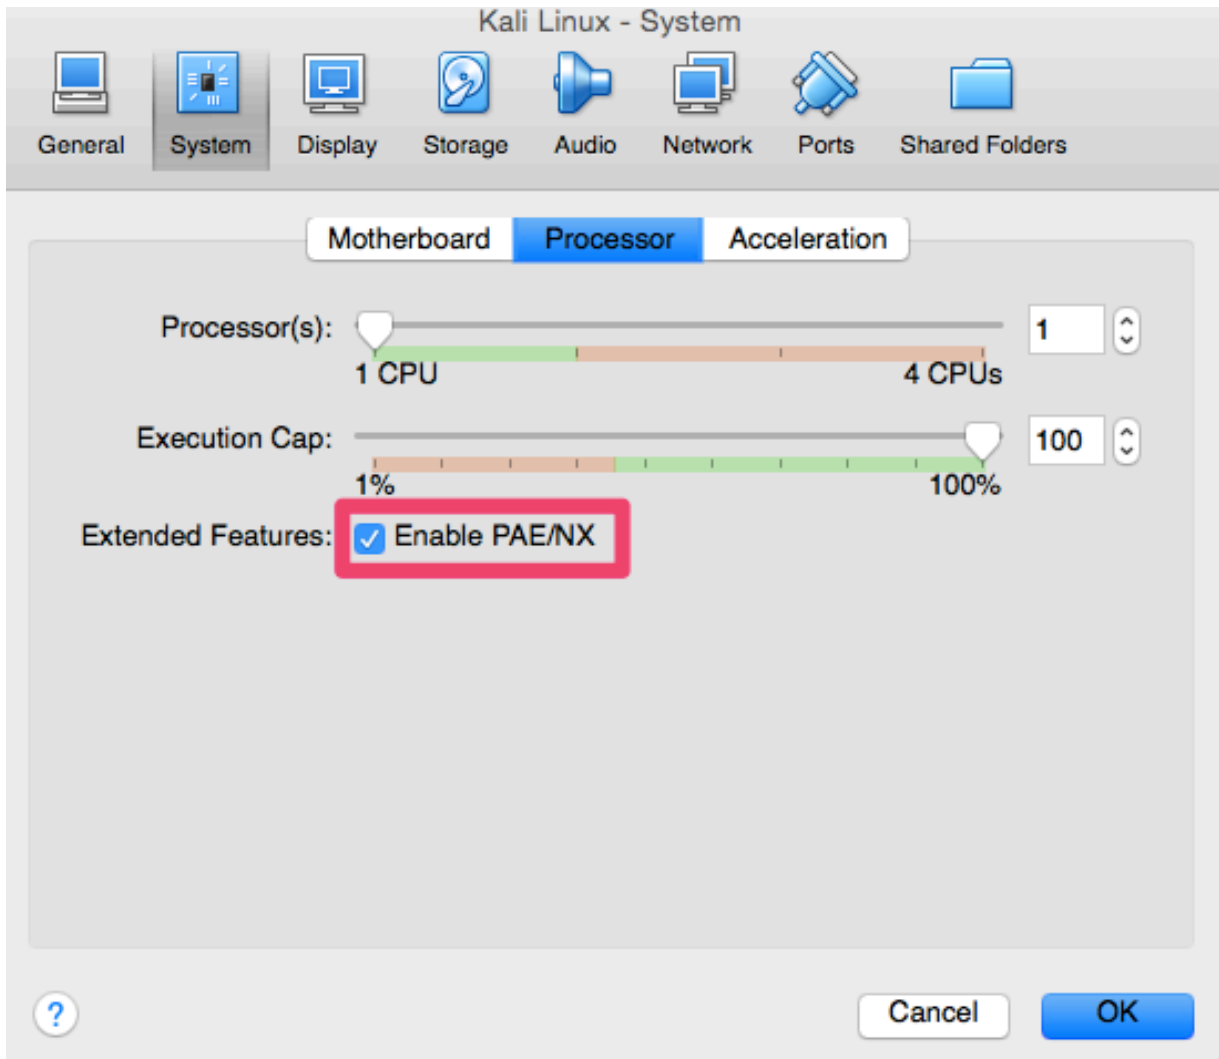 Kali Linux - System
General System Display Storage Audio Network Ports Shared Folders
Motherboard Processor Acceleration
Processor(s): 1
1 CPU 4 CPUs
Execution Cap: 100
1% 100%
Extended Features: Enable PAE/NX
? Cancel OK